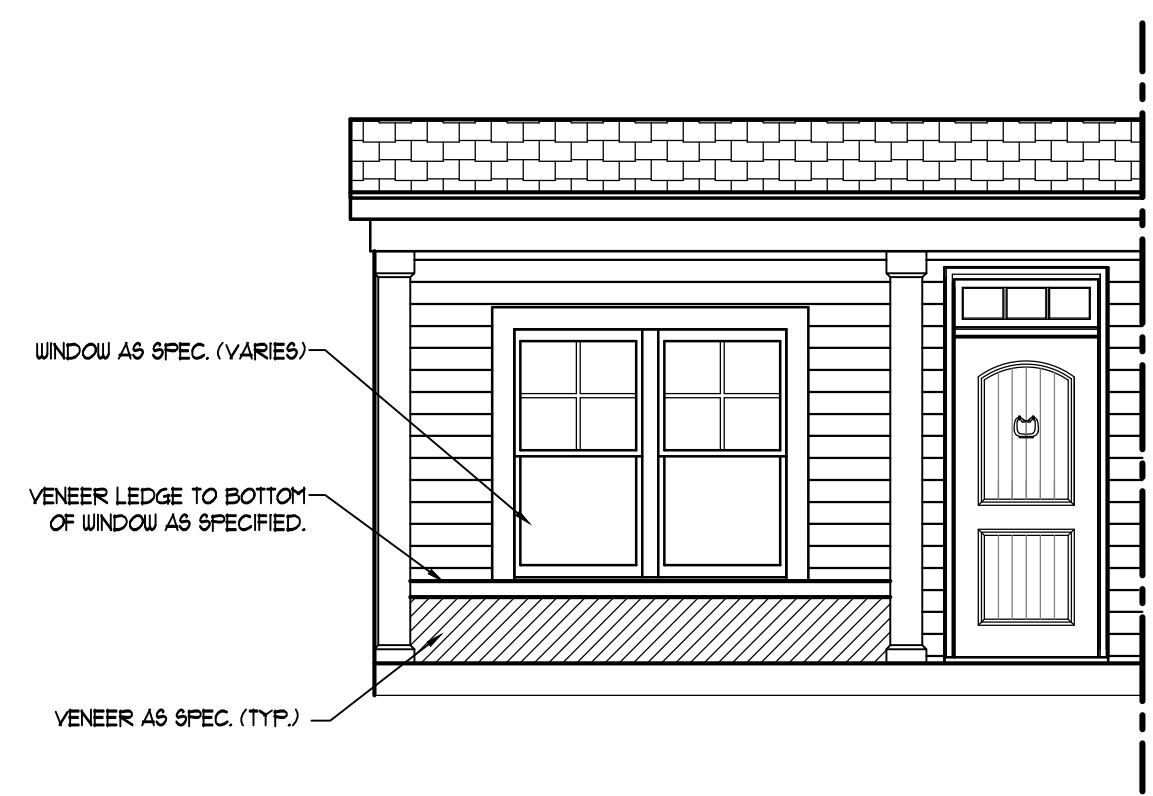 WINDOW AS SPEC. (VARIES)
VENEER LEDGE TO BOTTOM
OF WINDOW AS SPECIFIED.
VENEER AS SPEC. (TYP.)